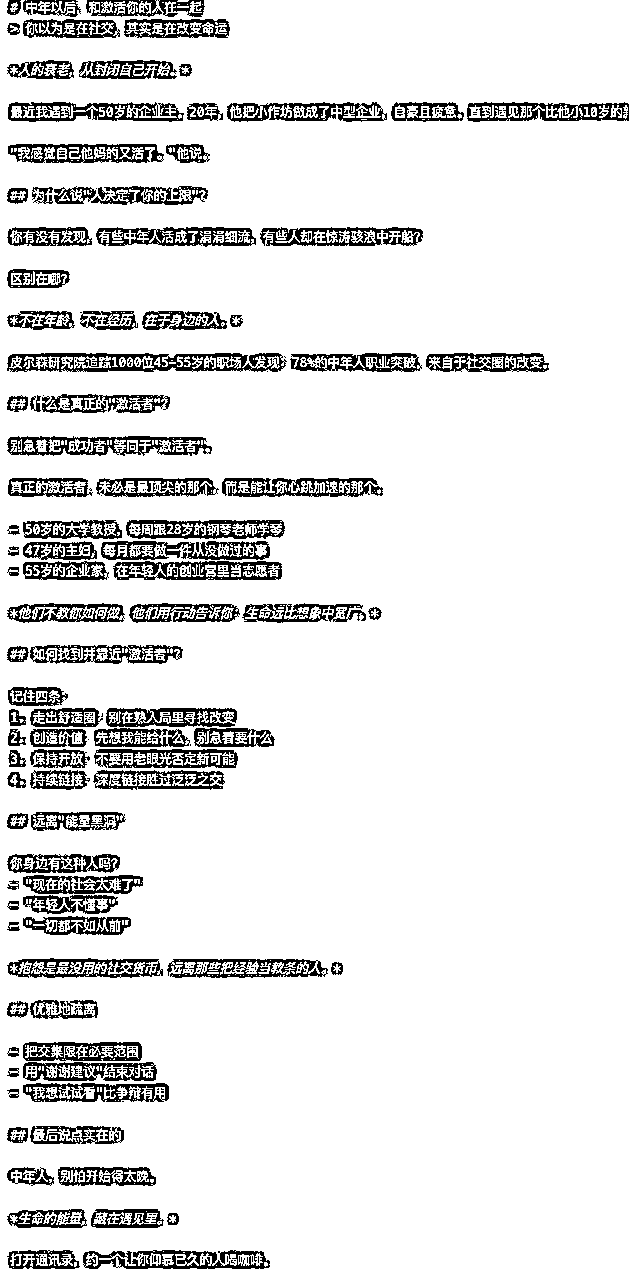 # 中年以后，和激活你的人在一起
> 你以为是在社交，其实是在改变命运
*人的衰老，从封闭自己开始。*
最近我遇到一个50岁的企业主。20年，他把小作坊做成了中型企业，自豪且疲惫。直到遇见那个比他小10岁的
"我感觉自己他妈的又活了。"他说。
## 为什么说"人决定了你的上限"？
你有没有发现，有些中年人活成了涓涓细流，有些人却在惊涛骇浪中开船？
区别在哪？
*不在年龄，不在经历，在于身边的人。*
皮尔森研究院追踪1000位45-55岁的职场人发现：78%的中年人职业突破，来自于社交圈的改变。
## 什么是真正的"激活者"？
别急着把"成功者"等同于"激活者"。
真正的激活者，未必是最顶尖的那个，而是能让你心跳加速的那个。
- 50岁的大学教授，每周跟28岁的钢琴老师学琴
- 47岁的主妇，每月都要做一件从没做过的事
- 55岁的企业家，在年轻人的创业营里当志愿者
*他们不教你如何做，他们用行动告诉你：生命远比想象中宽广。*
## 如何找到并靠近"激活者"？
记住四条：
1. 走出舒适圈：别在熟人局里寻找改变
2. 创造价值：先想我能给什么，别急着要什么
3. 保持开放：不要用老眼光否定新可能
4. 持续链接：深度链接胜过泛泛之交
## 远离"能量黑洞"
你身边有这种人吗？
- "现在的社会太难了"
- "年轻人不懂事"
- "一切都不如从前"
*抱怨是最没用的社交货币，远离那些把经验当教条的人。*
## 优雅地疏离
- 把交集限在必要范围
- 用"谢谢建议"结束对话
- "我想试试看"比争辩有用
## 最后说点实在的
中年人，别怕开始得太晚。
*生命的能量，藏在遇见里。*
打开通讯录，约一个让你仰慕已久的人喝咖啡。